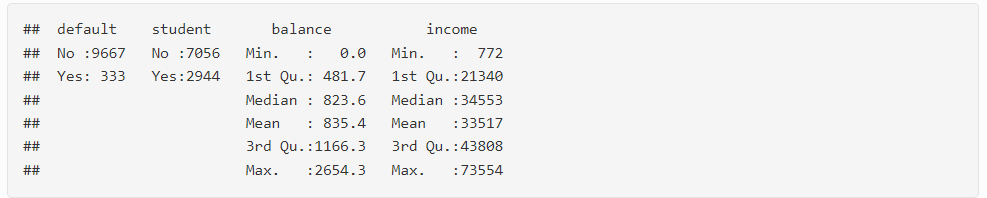 ##  default    student       balance           income
##  No :9667   No :7056   Min.   :   0.0   Min.   :  772
##  Yes: 333   Yes:2944   1st Qu.: 481.7   1st Qu.:21340
##                        Median : 823.6   Median :34553
##                        Mean   : 835.4   Mean   :33517
##                        3rd Qu.:1166.3   3rd Qu.:43808
##                        Max.   :2654.3   Max.   :73554